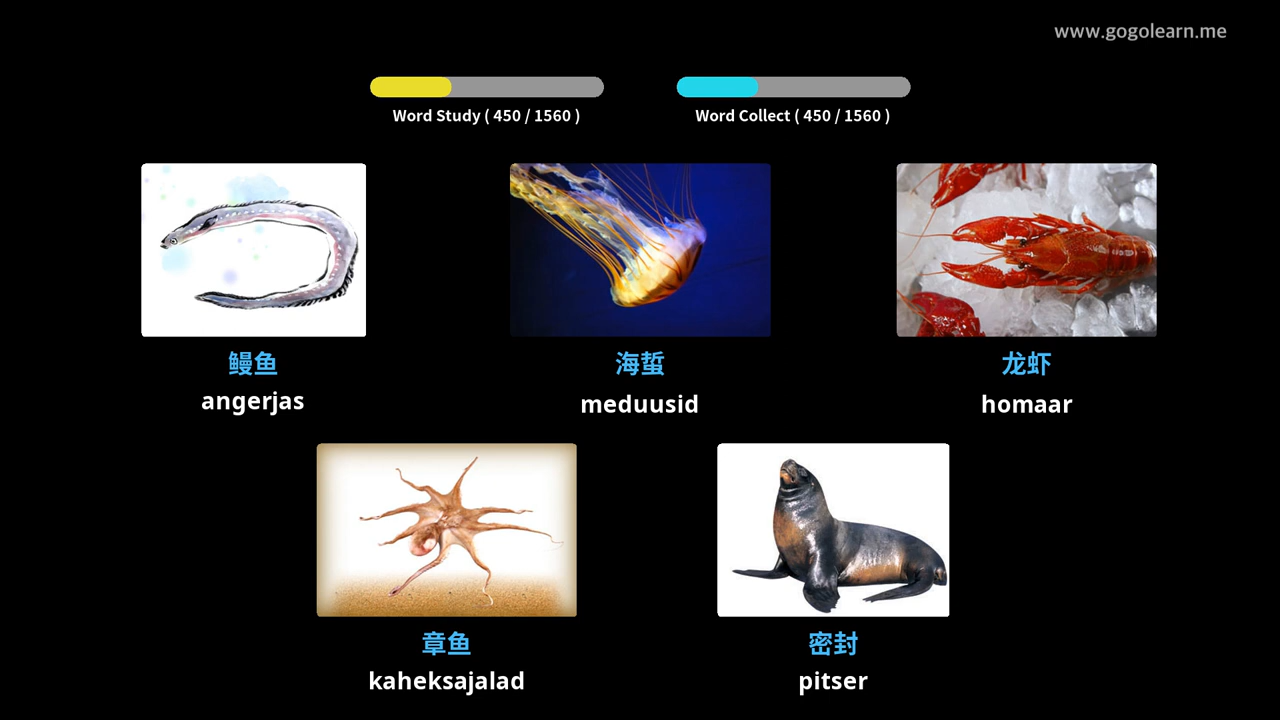 www.gogolearn.me
Word Study ( 450 / 1560 )
Word Collect ( 450 / 1560 )
鳗鱼
angerjas
海蜇
meduusid
龙虾
homaar
章鱼
kaheksajalad
密封
pitser